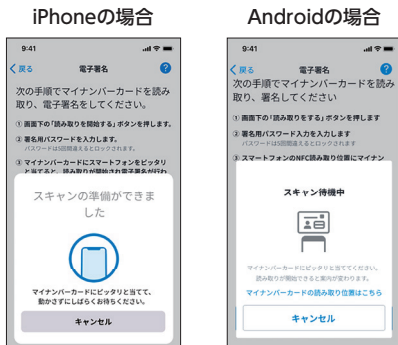 iPhoneの場合
9:41
戻る
電子署名
?
次の手順でマイナンバーカードを読み
取り、電子署名をしてください。
① 画面下の「読み取りを開始する」ボタンを押します。
② 署名用パスワードを入力します。
パスワードは5回間違えるとロックされます。
③ マイナンバーカードにスマートフォンをピッタリ
と当てると、読み取りが開始され電子署名が行わ
スキャンの準備ができま
した
マイナンバーカードにピッタリと当てて、
動かさずにしばらくお待ちください。
キャンセル
Androidの場合
9:41
戻る
電子署名
?
次の手順でマイナンバーカードを読み
取り、署名してください
① 画面下の「読み取りをする」ボタンを押します
② 署名用パスワード入力を入力します
パスワードは5回間違えるとロックされます
③ スマートフォンのNFC読み取り位置にマイナン
スキャン待機中
マイナンバーカードにピッタリと当ててください。
読み取りが開始できると案内が変わります。
マイナンバーカードの読み取り位置はこちら
キャンセル